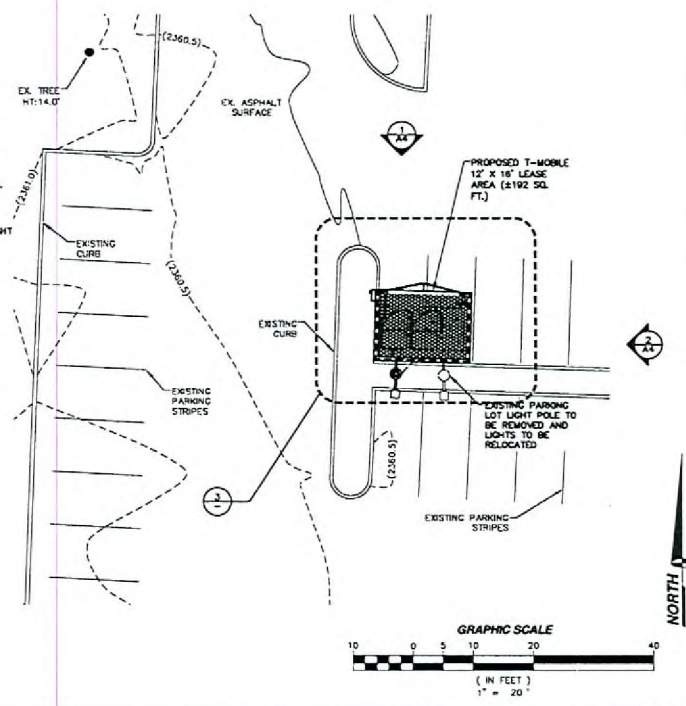 (2360.5)
EX. TREE
HT:14.0'
EX. ASPHALT
SURFACE
1
A4
PROPOSED T-MOBILE
12' X 16' LEASE
AREA (±192 SQ.
FT.)
(2361.0)
HT
EXISTING
CURB
(2360.5)
EXISTING
CURB
2
A4
EXISTING
PARKING
STRIPES
EXISTING PARKING
LOT LIGHT POLE TO
BE REMOVED AND
LIGHTS TO BE
RELOCATED
(2360.5)
3
–
EXISTING PARKING
STRIPES
NORTH
GRAPHIC SCALE
10 0 5 10 20 40
( IN FEET )
1" = 20'